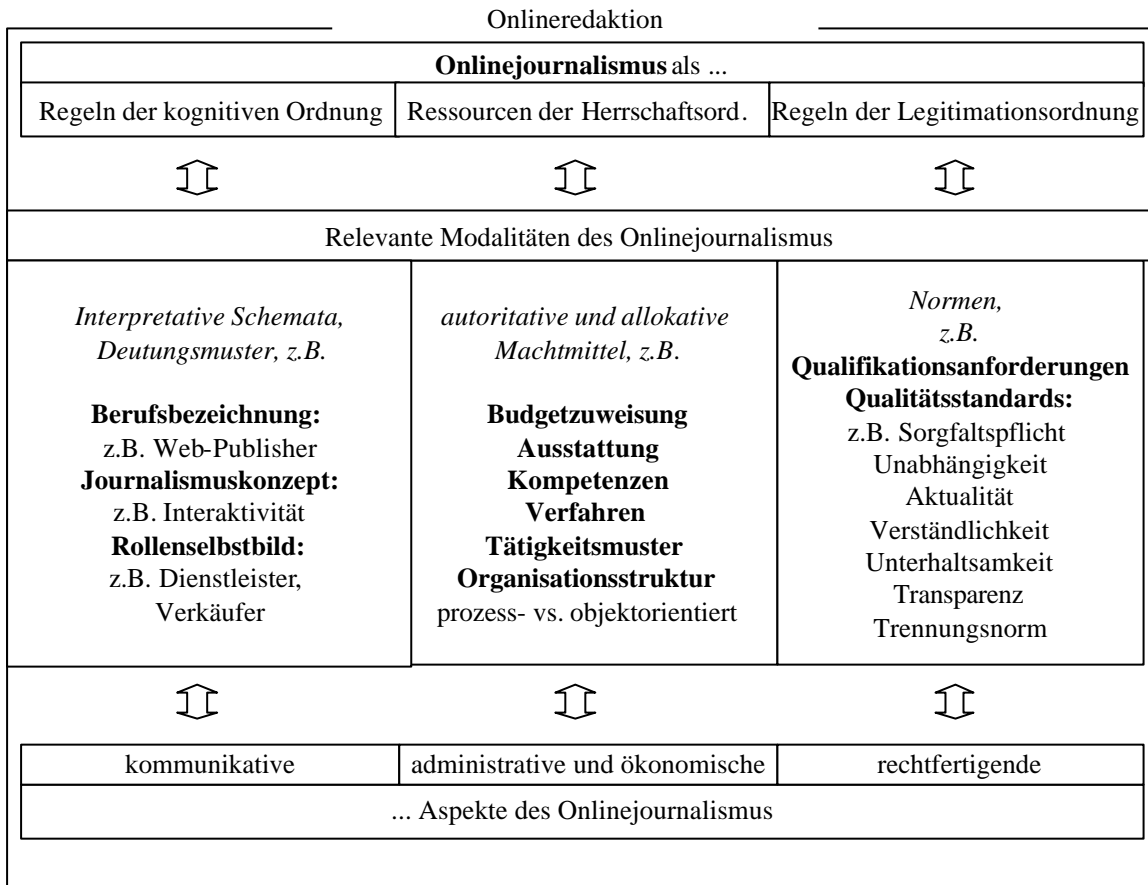 Onlineredaktion
Onlinejournalismus als ...
Regeln der kognitiven Ordnung
Ressourcen der Herrschaftsord.
Regeln der Legitimationsordnung
Relevante Modalitäten des Onlinejournalismus
Interpretative Schemata,
Deutungsmuster, z.B.
Berufsbezeichnung:
z.B. Web-Publisher
Journalismuskonzept:
z.B. Interaktivität
Rollenselbstbild:
z.B. Dienstleister,
Verkäufer
autoritative und allokative
Machtmittel, z.B.
Budgetzuweisung
Ausstattung
Kompetenzen
Verfahren
Tätigkeitsmuster
Organisationsstruktur
prozess- vs. objektorientiert
Normen,
z.B.
Qualifikationsanforderungen
Qualitätsstandards:
z.B. Sorgfaltspflicht
Unabhängigkeit
Aktualität
Verständlichkeit
Unterhaltsamkeit
Transparenz
Trennungsnorm
kommunikative
administrative und ökonomische
rechtfertigende
... Aspekte des Onlinejournalismus